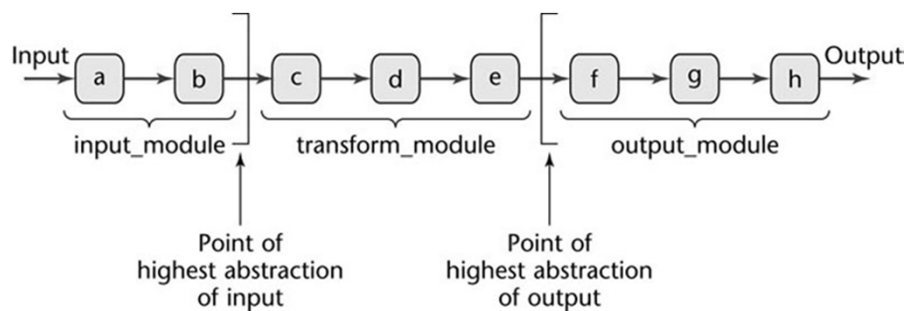 Input
Output
a
b
c
d
e
f
g
h
input_module
transform_module
output_module
Point of
highest abstraction
of input
Point of
highest abstraction
of output